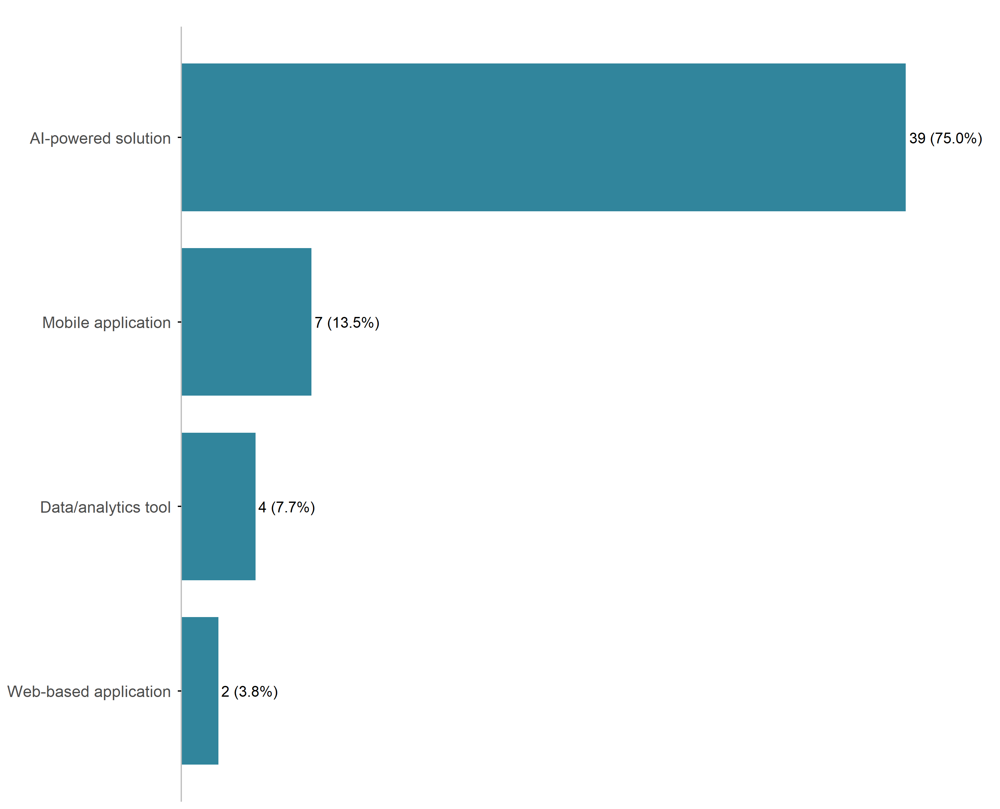 AI-powered solution 39 (75.0%)
Mobile application 7 (13.5%)
Data/analytics tool 4 (7.7%)
Web-based application 2 (3.8%)